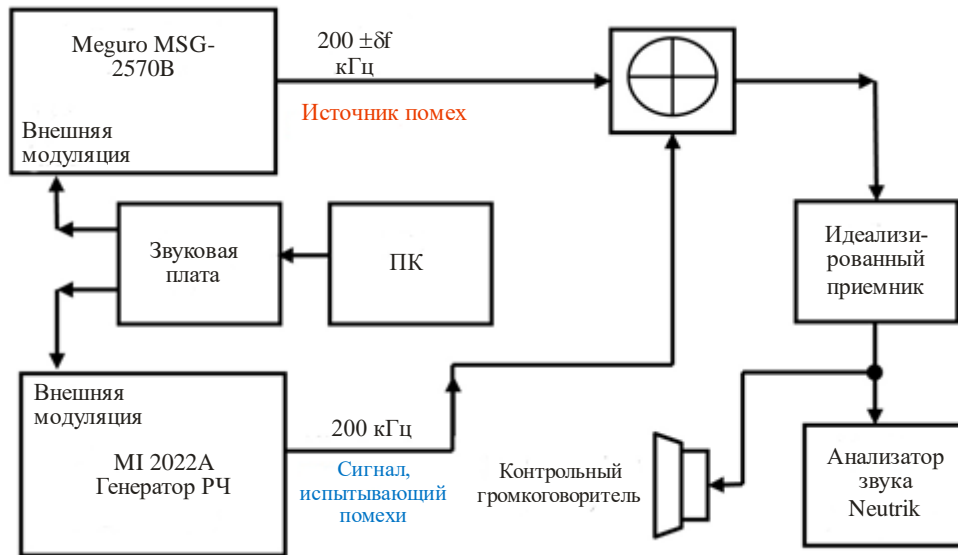 Meguro MSG-
2570B
Внешняя
модуляция
200 ±δf
кГц
Источник помех
Звуковая
плата
ПК
Идеализи-
рованный
приемник
Внешняя
модуляция
MI 2022A
Генератор РЧ
200 кГц
Сигнал,
испытывающий
помехи
Контрольный
громкоговоритель
Анализатор
звука
Neutrik